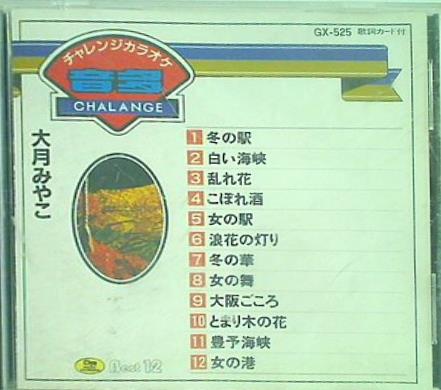 GX-525 歌詞カード付
チャレンジカラオケ
音多
CHALANGE
大月みやこ
1 冬の駅
2 白い海峡
3 乱れ花
4 こぼれ酒
5 女の駅
6 浪花の灯り
7 冬の華
8 女の舞
9 大阪ごころ
10 とまり木の花
11 豊予海峡
12 女の港
Best 12